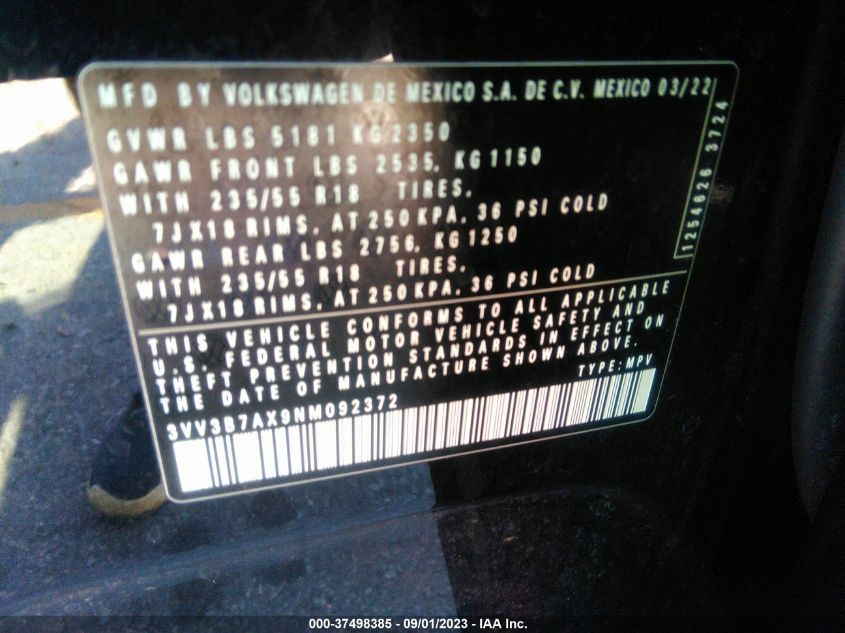 MFD BY VOLKSWAGEN DE MEXICO S.A. DE C.V. MEXICO 03/22
GVWR LBS 5181 KG 2350
GAWR FRONT LBS 2535, KG 1150
WITH 235/55 R18 TIRES,
7JX18 RIMS, AT 250 KPA, 36 PSI COLD
GAWR REAR LBS 2756, KG 1250
WITH 235/55 R18 TIRES,
7JX18 RIMS, AT 250 KPA, 36 PSI COLD
1254626 3724
THIS VEHICLE CONFORMS TO ALL APPLICABLE
U.S. FEDERAL MOTOR VEHICLE SAFETY AND
THEFT PREVENTION STANDARDS IN EFFECT ON
THE DATE OF MANUFACTURE SHOWN ABOVE.
TYPE: MPV
3VV3B7AX9NM092372
000-37498385 - 09/01/2023 - IAA Inc.